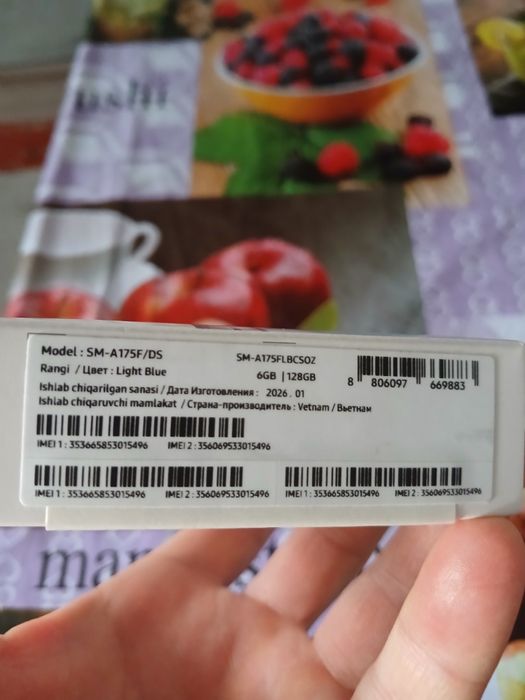 ushi
Model : SM-A175F/DS
SM-A175FLBCSOZ
Rangi / Цвет : Light Blue
6GB | 128GB
8 806097 669883
Ishlab chiqarilgan sanasi / Дата Изготовления : 2026 . 01
Ishlab chiqaruvchi mamlakat / Страна-производитель : Vetnam / Вьетнам
IMEI 1 : 353665853015496 IMEI 2 : 356069533015496
IMEI 1 : 353665853015496 IMEI 2 : 356069533015496 IMEI 1 : 353665853015496 IMEI 2 : 356069533015496